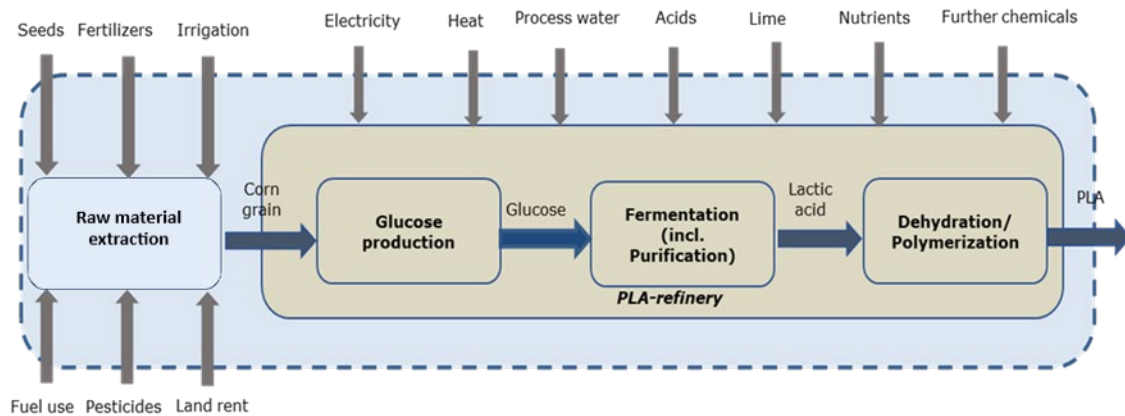 Seeds
Fertilizers
Irrigation
Electricity
Heat
Process water
Acids
Lime
Nutrients
Further chemicals
Raw material
extraction
Corn
grain
Glucose
production
Glucose
Fermentation
(incl.
Purification)
Lactic
acid
Dehydration/
Polymerization
PLA
PLA-refinery
Fuel use
Pesticides
Land rent